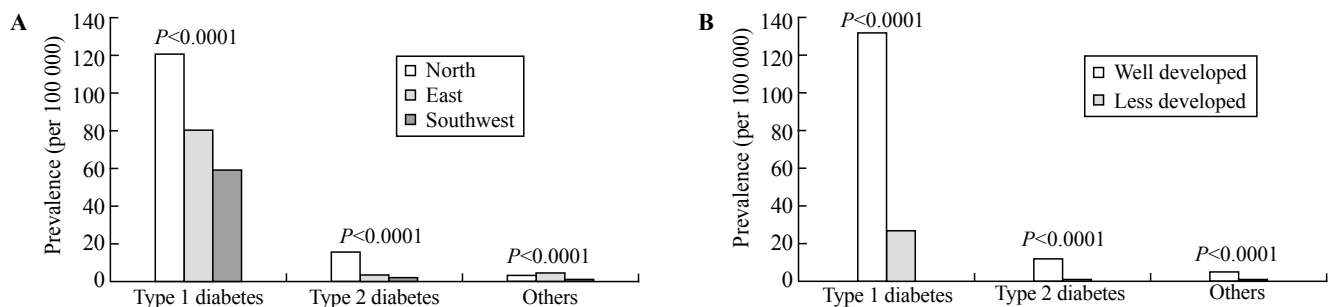 A
Prevalence (per 100 000)
140
120
100
80
60
40
20
0
P<0.0001
North
East
Southwest
P<0.0001
P<0.0001
Type 1 diabetes
Type 2 diabetes
Others
B
Prevalence (per 100 000)
140
120
100
80
60
40
20
0
P<0.0001
Well developed
Less developed
P<0.0001
P<0.0001
Type 1 diabetes
Type 2 diabetes
Others